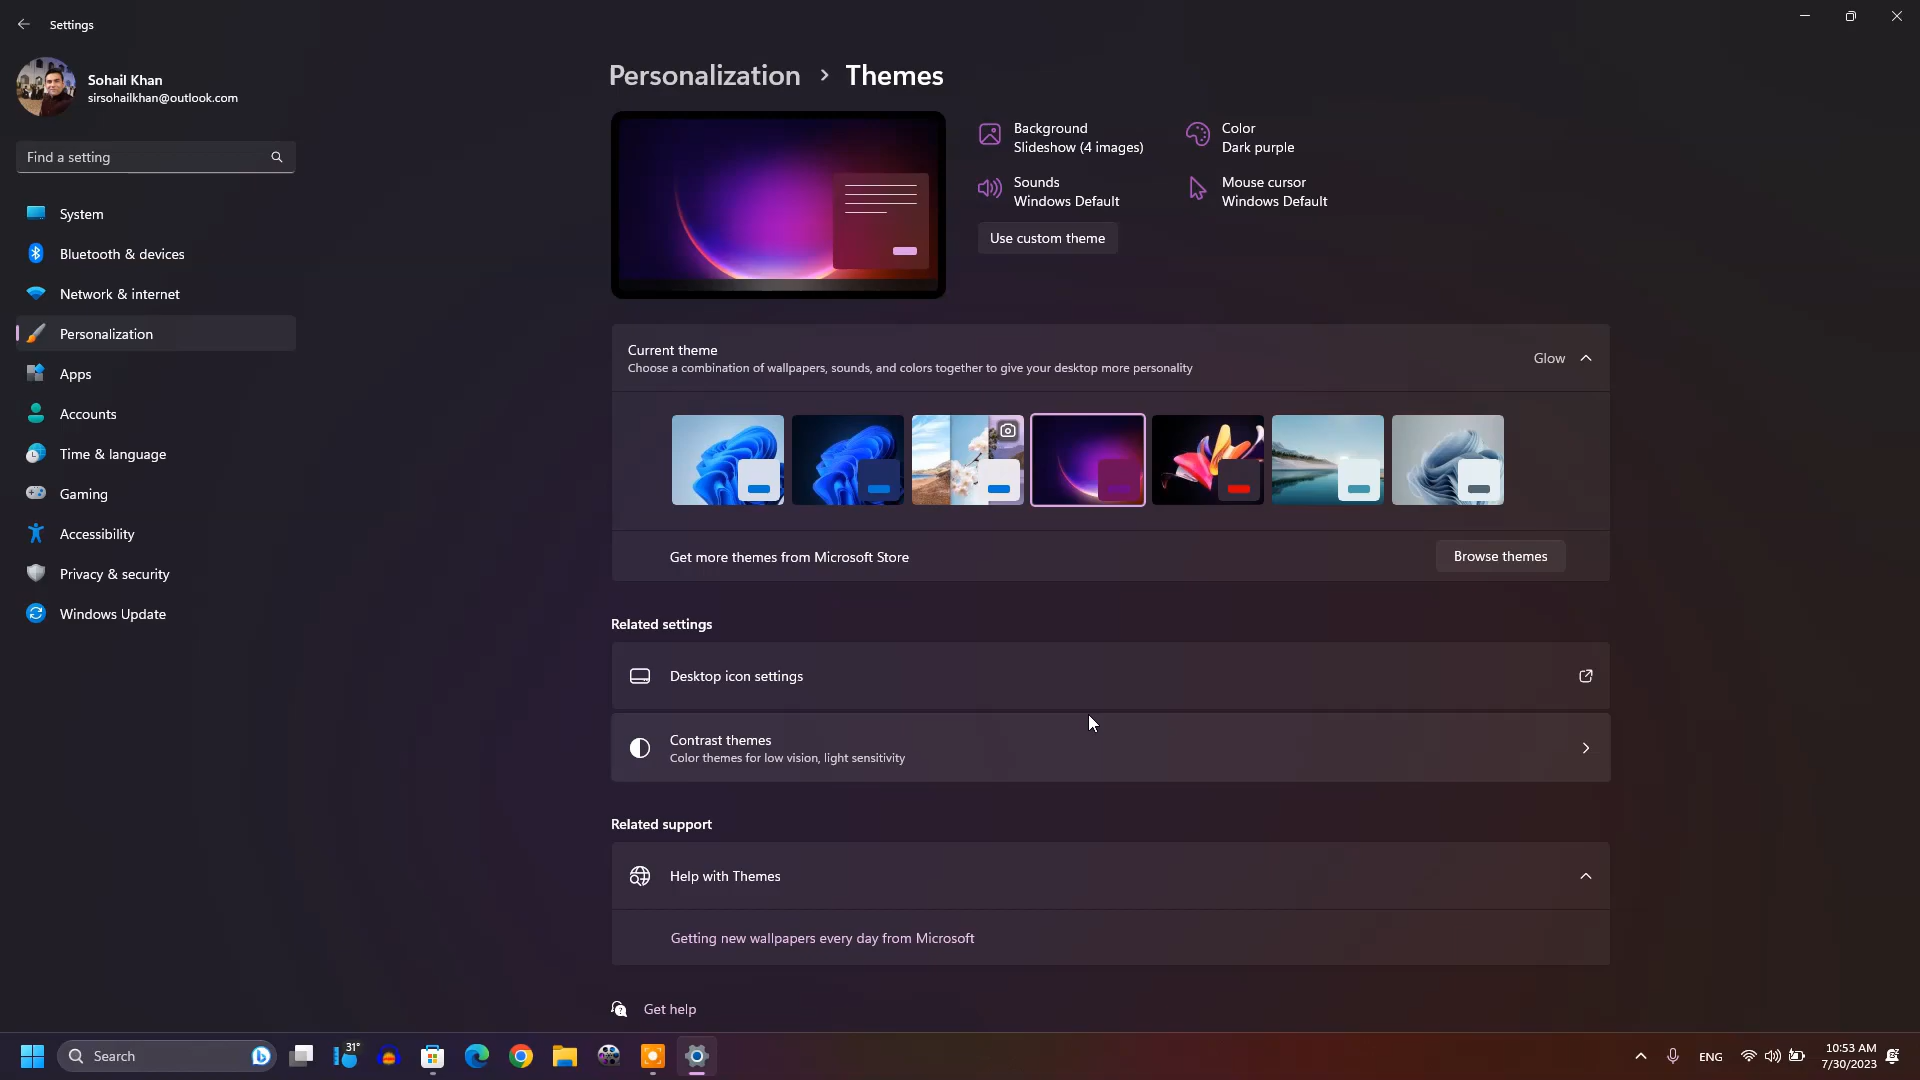 Settings
Sohail Khan
sirsohailkhan@outlook.com
Find a setting
System
Bluetooth & devices
Network & internet
Personalization
Apps
Accounts
Time & language
Gaming
Accessibility
Privacy & security
Windows Update
Personalization > Themes
Background
Slideshow (4 images)
Color
Dark purple
Sounds
Windows Default
Mouse cursor
Windows Default
Use custom theme
Current theme
Choose a combination of wallpapers, sounds, and colors together to give your desktop more personality
Glow
Get more themes from Microsoft Store
Browse themes
Related settings
Desktop icon settings
Contrast themes
Color themes for low vision, light sensitivity
Related support
Help with Themes
Getting new wallpapers every day from Microsoft
Get help
Search
31°
ENG
10:53 AM
7/30/2023